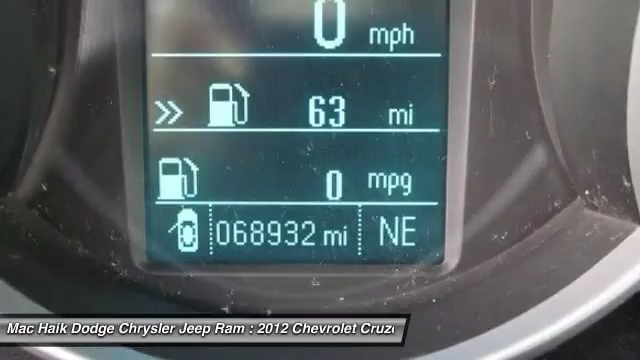 0 mph
63 mi
0 mpg
068932 mi NE
Mac Haik Dodge Chrysler Jeep Ram : 2012 Chevrolet Cruz